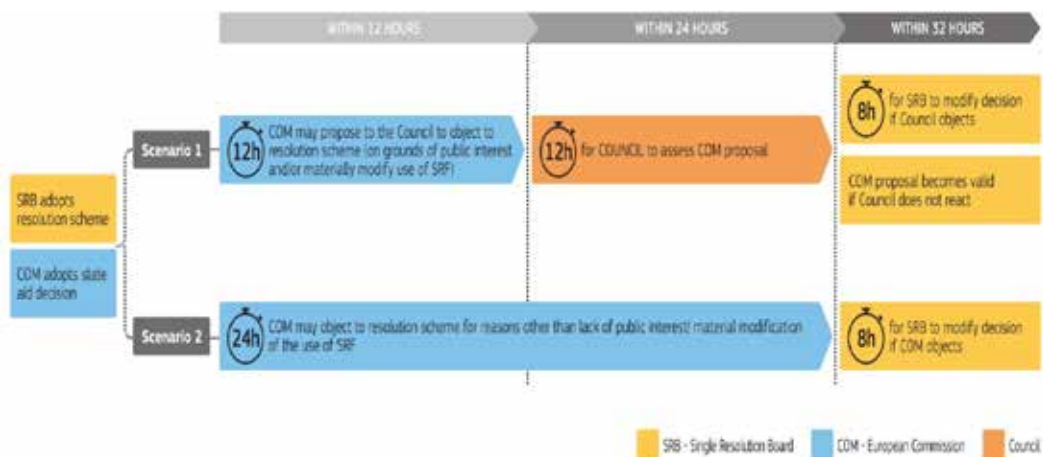 WITHIN 12 HOURS
WITHIN 24 HOURS
WITHIN 32 HOURS
SRB adopts
resolution scheme
COM adopts state
aid decision
Scenario 1
12h
COM may propose to the Council to object to
resolution scheme (on grounds of public interest
and/or materially modify use of SRF)
12h
for COUNCIL to assess COM proposal
8h
for SRB to modify decision
if Council objects
COM proposal becomes valid
if Council does not react
Scenario 2
24h
COM may object to resolution scheme for reasons other than lack of public interest/ material modification
of the use of SRF
8h
for SRB to modify decision
if COM objects
SRB - Single Resolution Board
COM - European Commission
Council